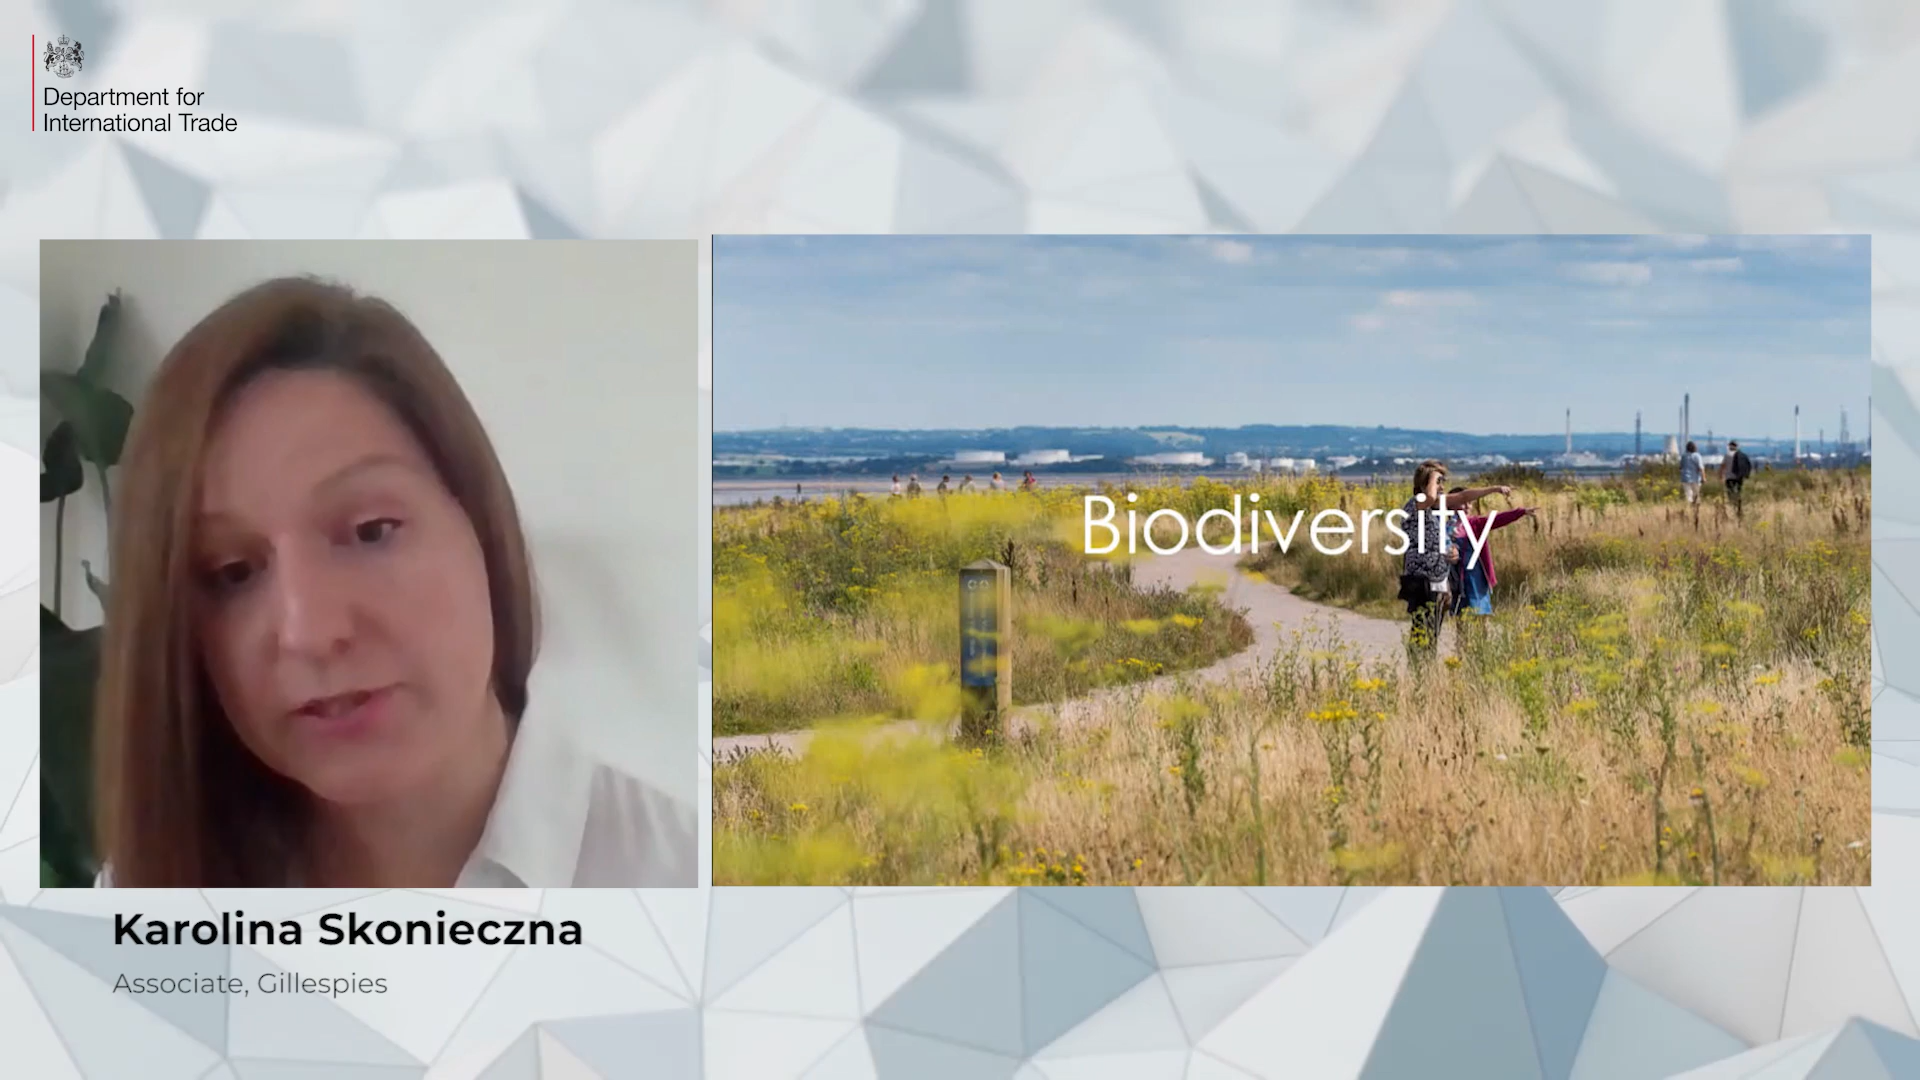 Department for
International Trade
Biodiversity
Karolina Skonieczna
Associate, Gillespies